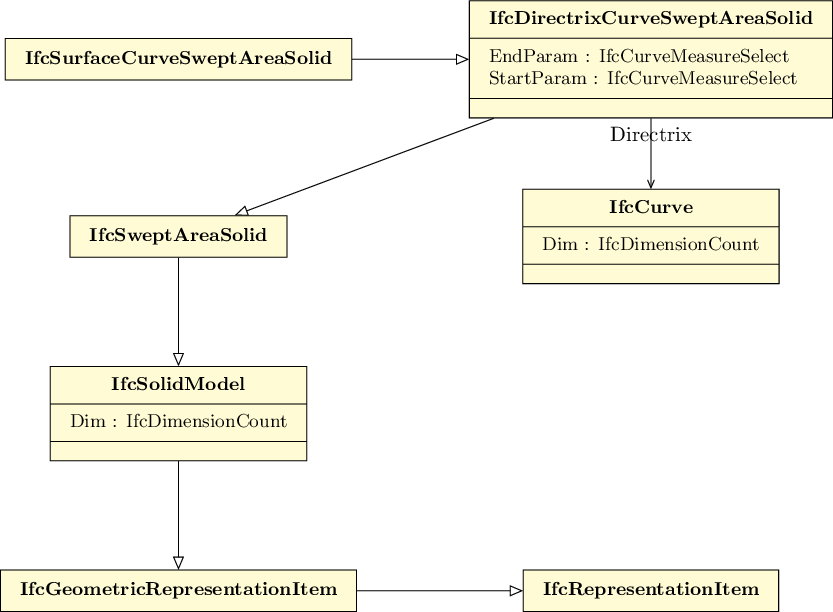 IfcDirectrixCurveSweptAreaSolid
EndParam : IfcCurveMeasureSelect
StartParam : IfcCurveMeasureSelect
IfcSurfaceCurveSweptAreaSolid
Directrix
IfcCurve
Dim : IfcDimensionCount
IfcSweptAreaSolid
IfcSolidModel
Dim : IfcDimensionCount
IfcGeometricRepresentationItem
IfcRepresentationItem